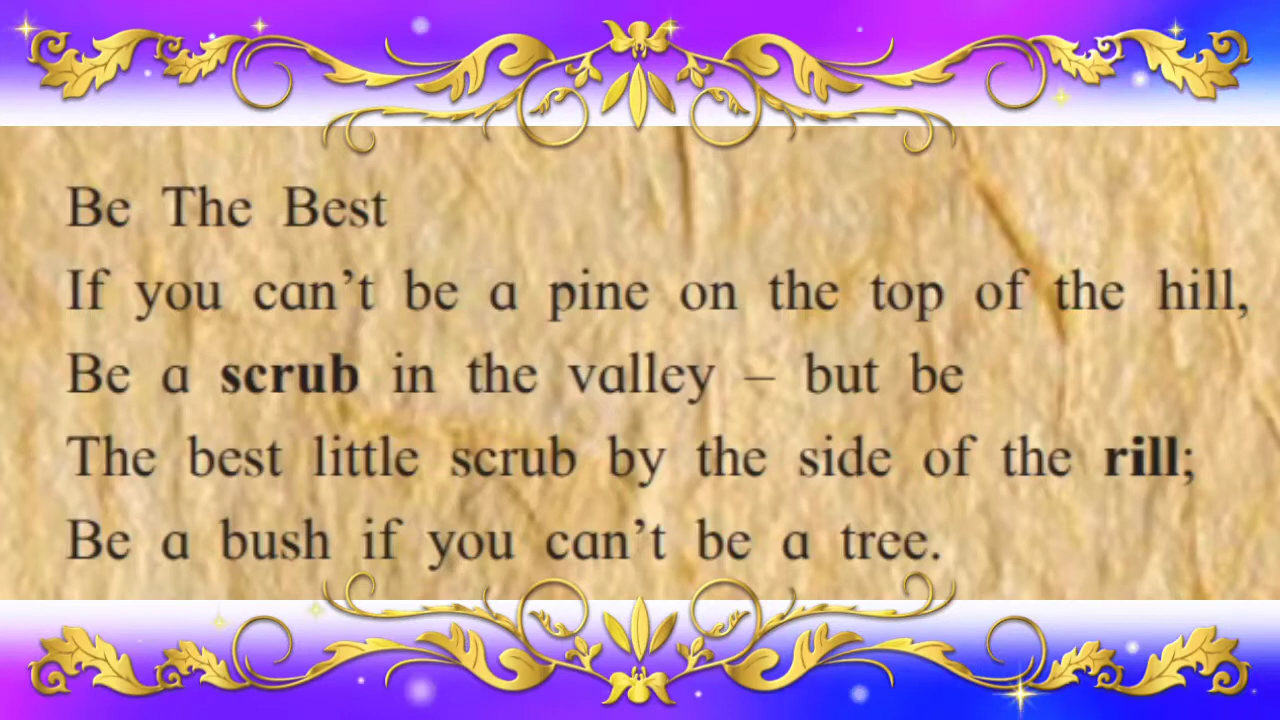 Be The Best
If you can’t be a pine on the top of the hill,
Be a scrub in the valley – but be
The best little scrub by the side of the rill;
Be a bush if you can’t be a tree.